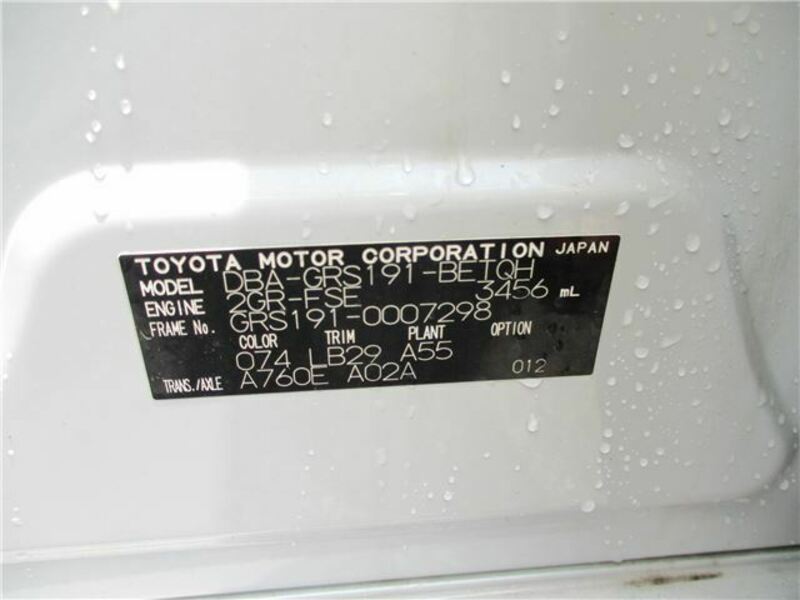 TOYOTA MOTOR CORPORATION JAPAN
MODEL DBA-GRS191-BETQH
ENGINE 2GR-FSE 3456 mL
FRAME No. GRS191-0007298
COLOR TRIM PLANT OPTION
074 LB29 A55
TRANS./AXLE A760E A02A 012